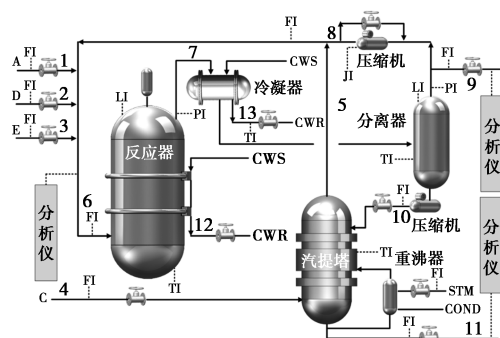 FI
8
压缩机
JI
A FI 1
D FI 2
E FI 3
7
CWS
冷凝器
13
CWR
TI
PI
LI
反应器
CWS
12
CWR
TI
分析仪
6
FI
C 4 FI
5
分离器
LI
PI
TI
FI
9
分析仪
FI
10
压缩机
汽提塔
TI
重沸器
FI
STM
COND
FI
11
分析仪